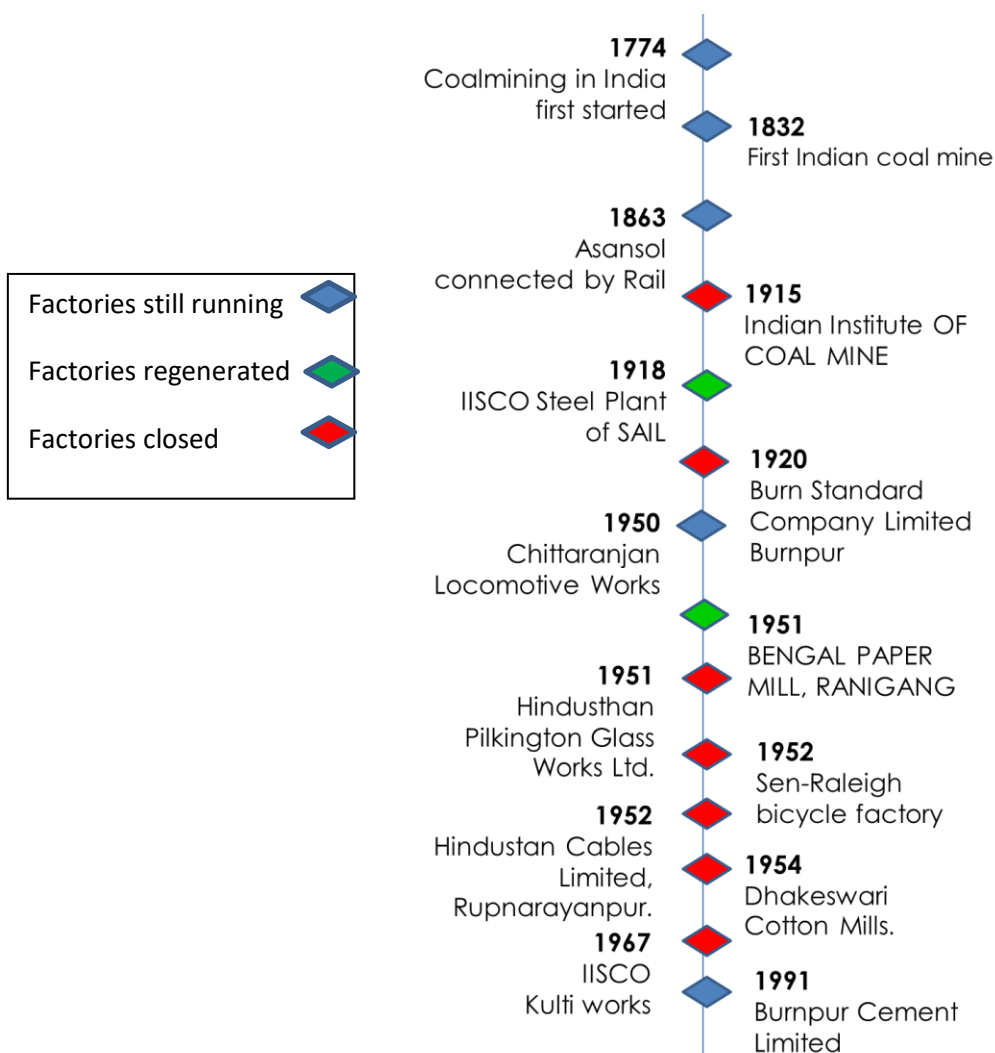 1774
Coalmining in India
first started
1832
First Indian coal mine
1863
Asansol
connected by Rail
Factories still running
Factories regenerated
Factories closed
1915
Indian Institute OF
COAL MINE
1918
IISCO Steel Plant
of SAIL
1920
Burn Standard
Company Limited
Burnpur
1950
Chittaranjan
Locomotive Works
1951
BENGAL PAPER
MILL, RANIGANG
1951
Hindusthan
Pilkington Glass
Works Ltd.
1952
Sen-Raleigh
bicycle factory
1952
Hindustan Cables
Limited,
Rupnarayanpur.
1954
Dhakeswari
Cotton Mills.
1967
IISCO
Kulti works
1991
Burnpur Cement
Limited